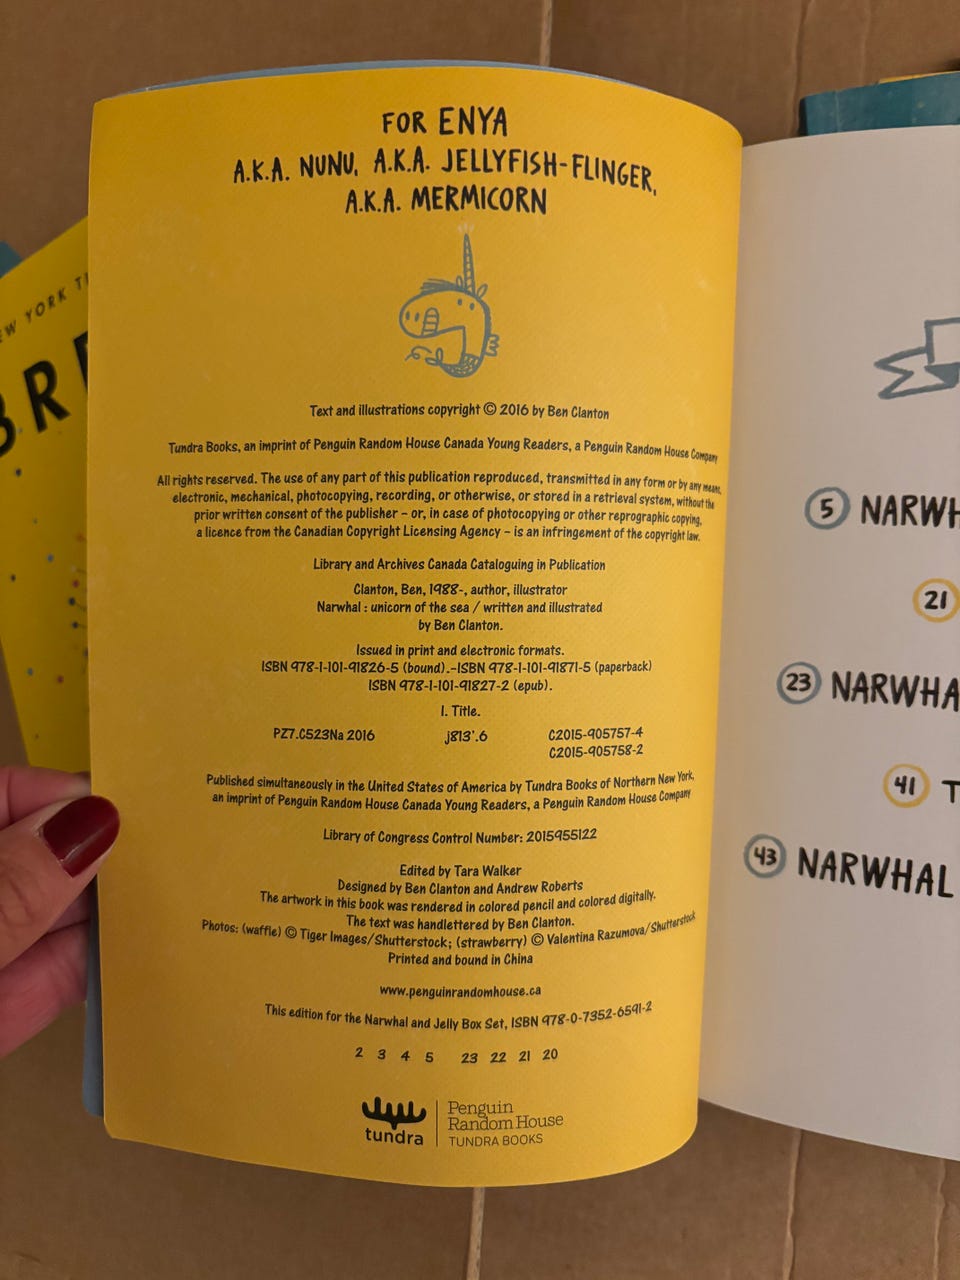 FOR ENYA
A.K.A. NUNU, A.K.A. JELLYFISH-FLINGER,
A.K.A. MERMICORN
Text and illustrations copyright © 2016 by Ben Clanton
Tundra Books, an imprint of Penguin Random House Canada Young Readers, a Penguin Random House Company
All rights reserved. The use of any part of this publication reproduced, transmitted in any form or by any means,
electronic, mechanical, photocopying, recording, or otherwise, or stored in a retrieval system, without the
prior written consent of the publisher – or, in case of photocopying or other reprographic copying,
a licence from the Canadian Copyright Licensing Agency – is an infringement of the copyright law.
Library and Archives Canada Cataloguing in Publication
Clanton, Ben, 1988-, author, illustrator
Narwhal : unicorn of the sea / written and illustrated
by Ben Clanton.
Issued in print and electronic formats.
ISBN 978-1-101-91826-5 (bound).–ISBN 978-1-101-91871-5 (paperback)
ISBN 978-1-101-91827-2 (epub).
I. Title.
PZ7.C523Na 2016 j813'.6 C2015-905757-4
C2015-905758-2
Published simultaneously in the United States of America by Tundra Books of Northern New York,
an imprint of Penguin Random House Canada Young Readers, a Penguin Random House Company
Library of Congress Control Number: 2015955122
Edited by Tara Walker
Designed by Ben Clanton and Andrew Roberts
The artwork in this book was rendered in colored pencil and colored digitally.
The text was handlettered by Ben Clanton.
Photos: (waffle) © Tiger Images/Shutterstock; (strawberry) © Valentina Razumova/Shutterstock
Printed and bound in China
www.penguinrandomhouse.ca
This edition for the Narwhal and Jelly Box Set, ISBN 978-0-7352-6591-2
2 3 4 5 23 22 21 20
tundra
Penguin
Random House
TUNDRA BOOKS
5 NARWH
21
23 NARWHA
41 T
43 NARWHAL
EW YORK TI
BRE